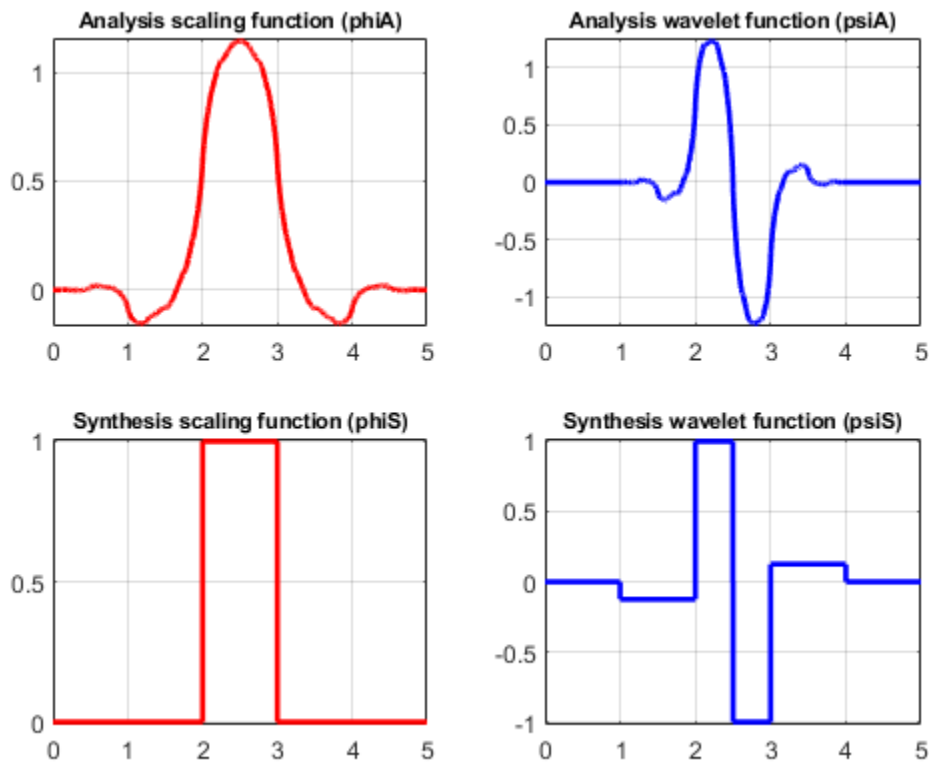 Analysis scaling function (phiA)
1
0.5
0
0 1 2 3 4 5
Analysis wavelet function (psiA)
1
0.5
0
-0.5
-1
0 1 2 3 4 5
Synthesis scaling function (phiS)
1
0.5
0
0 1 2 3 4 5
Synthesis wavelet function (psiS)
1
0.5
0
-0.5
-1
0 1 2 3 4 5